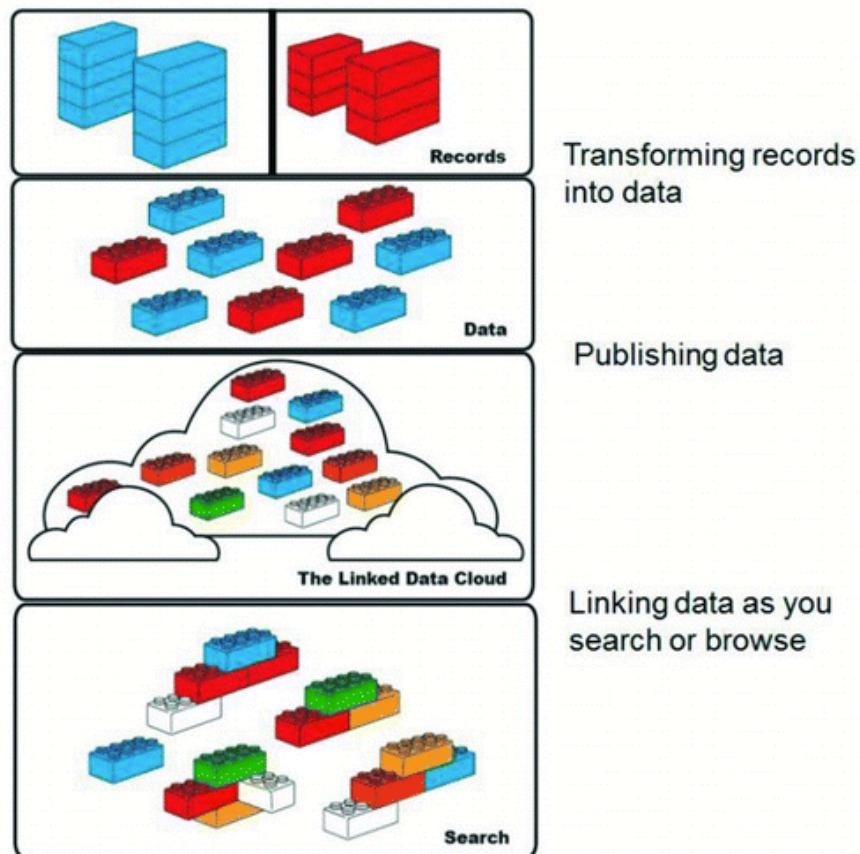 Records
Transforming records
into data
Data
Publishing data
The Linked Data Cloud
Linking data as you
search or browse
Search